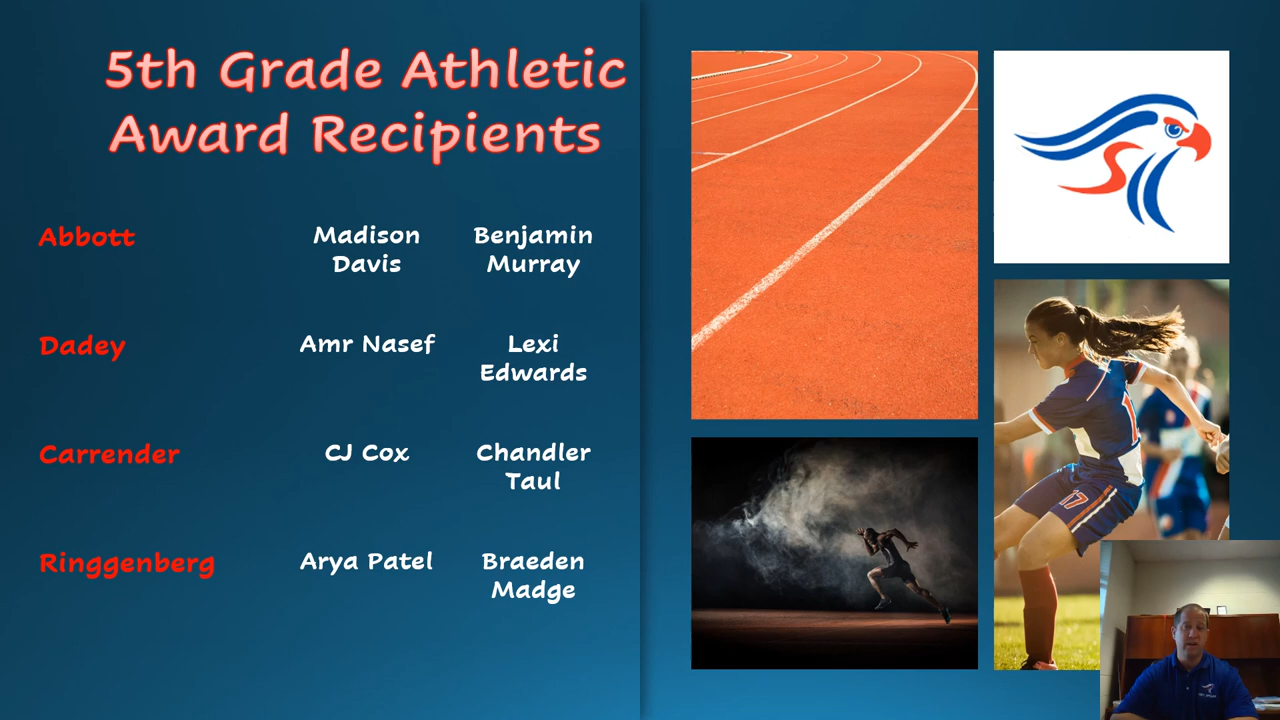 5th Grade Athletic
Award Recipients
Abbott
Madison
Davis
Benjamin
Murray
Dadey
Amr Nasef
Lexi
Edwards
Carrender
CJ Cox
Chandler
Taul
Ringgenberg
Arya Patel
Braeden
Madge
17